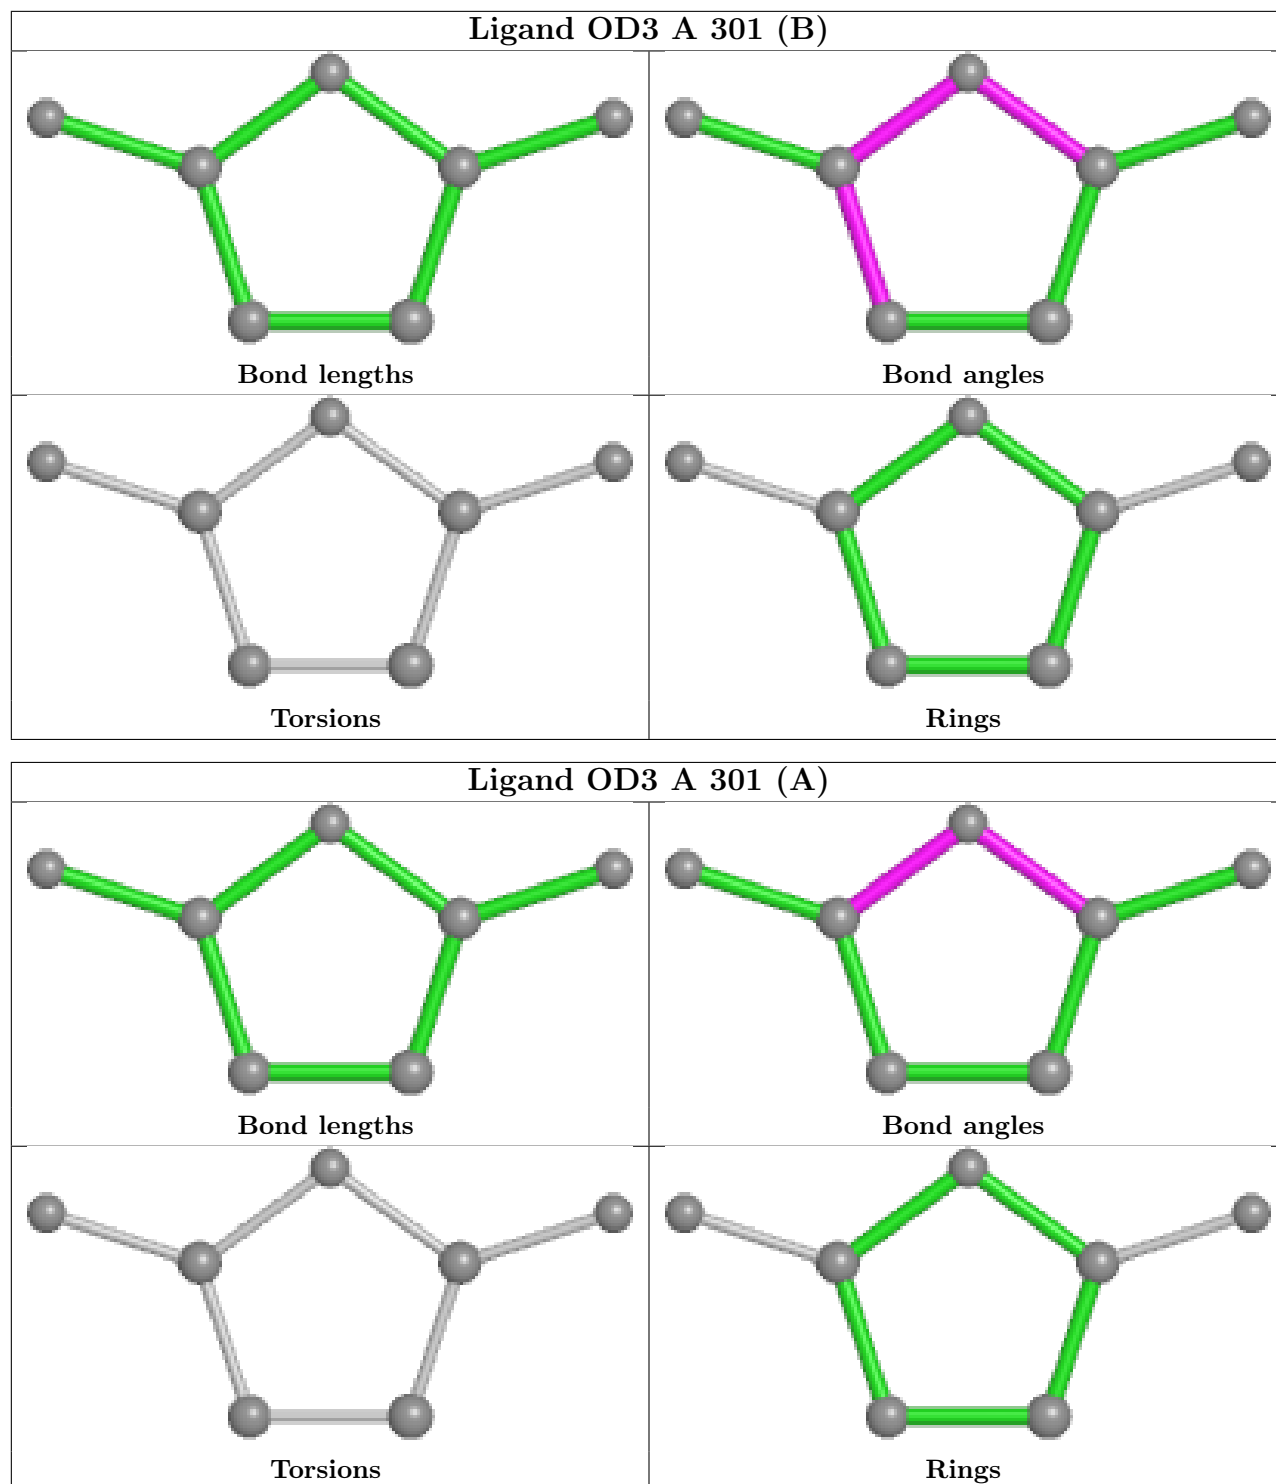 Ligand OD3 A 301 (B)
Bond lengths
Bond angles
Torsions
Rings
Ligand OD3 A 301 (A)
Bond lengths
Bond angles
Torsions
Rings